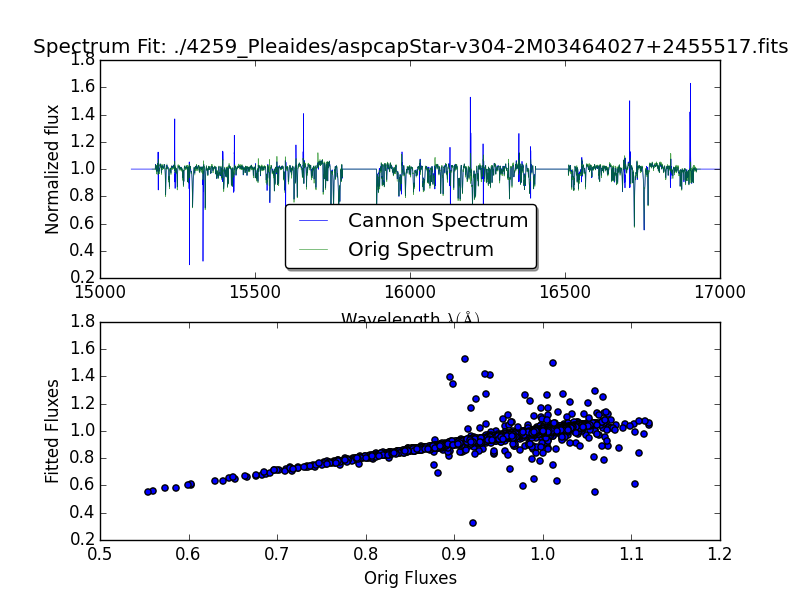 Spectrum Fit: ./4259_Pleaides/aspcapStar-v304-2M03464027+2455517.fits
1.8
1.6
1.4
1.2
1.0
0.8
0.6
0.4
0.2
Normalized flux
Cannon Spectrum
Orig Spectrum
15000 15500 16000 16500 17000
Wavelength λ(Å)
1.8
1.6
1.4
1.2
1.0
0.8
0.6
0.4
0.2
Fitted Fluxes
0.5 0.6 0.7 0.8 0.9 1.0 1.1 1.2
Orig Fluxes